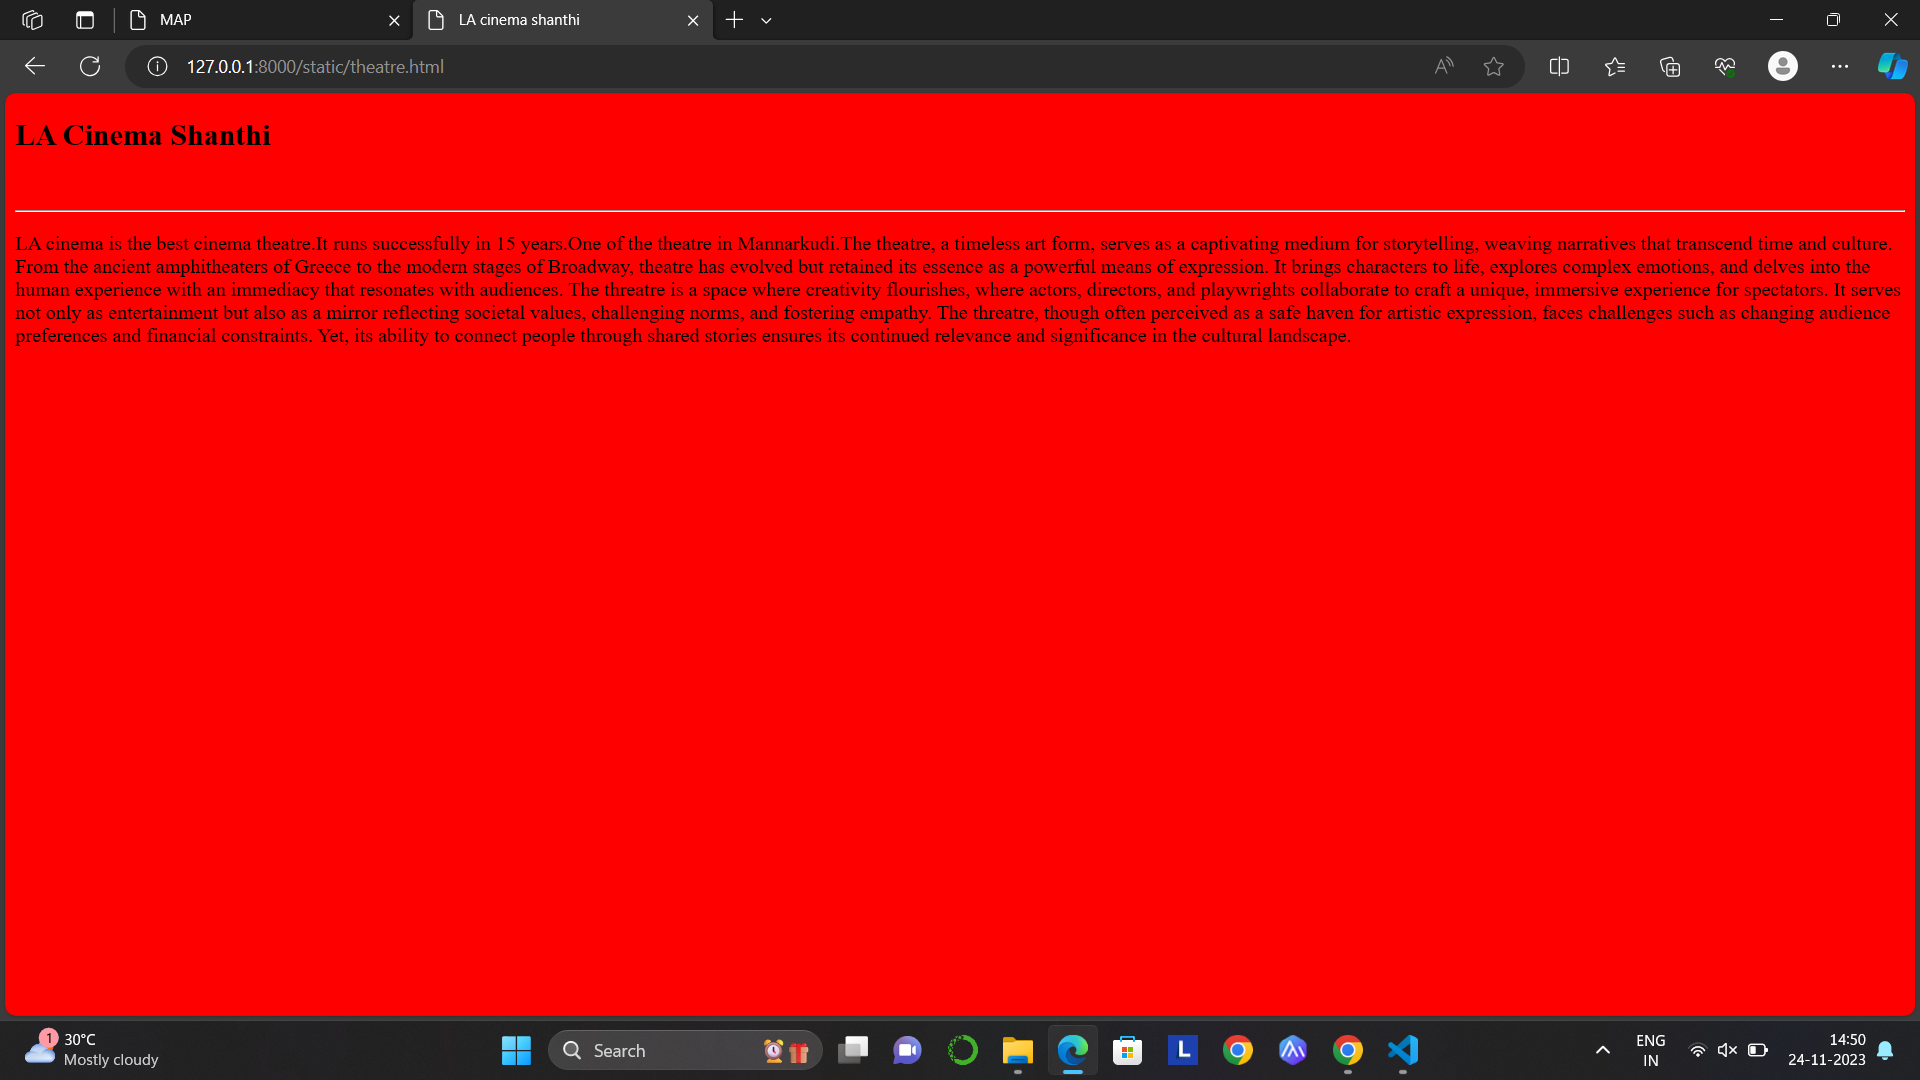 MAP
LA cinema shanthi
127.0.0.1:8000/static/theatre.html
LA Cinema Shanthi
LA cinema is the best cinema theatre.It runs successfully in 15 years.One of the theatre in Mannarkudi.The theatre, a timeless art form, serves as a captivating medium for storytelling, weaving narratives that transcend time and culture.
From the ancient amphitheaters of Greece to the modern stages of Broadway, theatre has evolved but retained its essence as a powerful means of expression. It brings characters to life, explores complex emotions, and delves into the
human experience with an immediacy that resonates with audiences. The threatre is a space where creativity flourishes, where actors, directors, and playwrights collaborate to craft a unique, immersive experience for spectators. It serves
not only as entertainment but also as a mirror reflecting societal values, challenging norms, and fostering empathy. The threatre, though often perceived as a safe haven for artistic expression, faces challenges such as changing audience
preferences and financial constraints. Yet, its ability to connect people through shared stories ensures its continued relevance and significance in the cultural landscape.
1
30°C
Mostly cloudy
Search
L
ENG
IN
14:50
24-11-2023